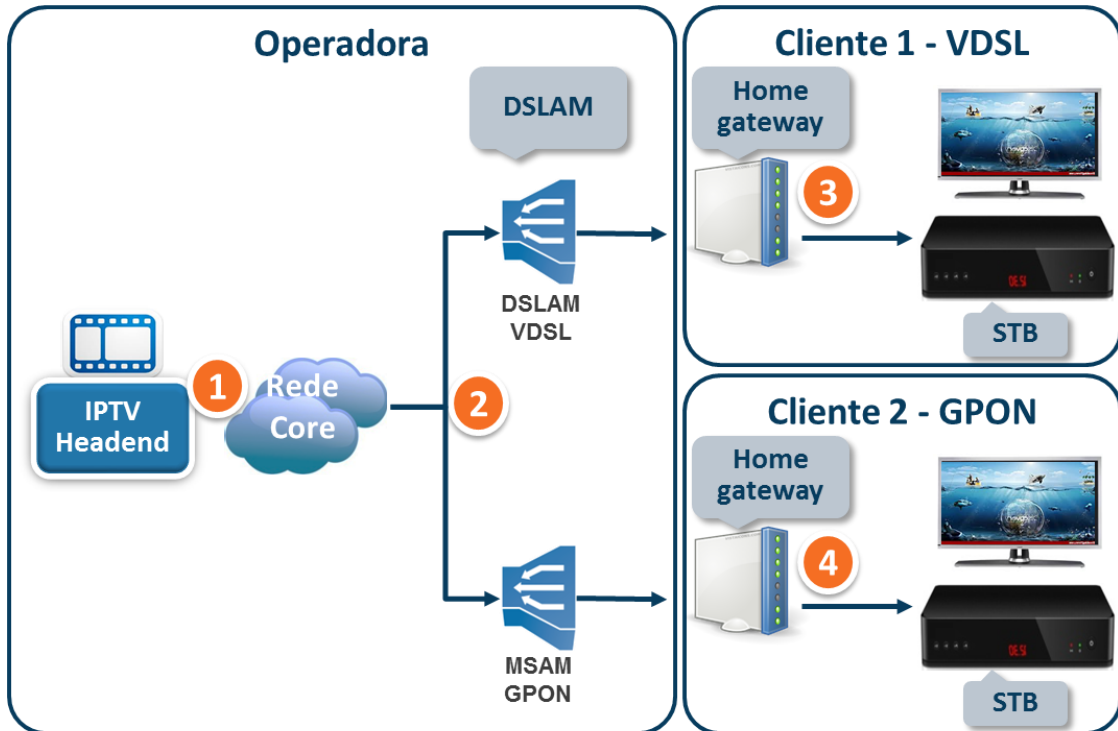 Operadora
DSLAM
DSLAM
VDSL
IPTV
Headend
1
Rede
Core
2
MSAM
GPON
Cliente 1 - VDSL
Home
gateway
3
STB
Cliente 2 - GPON
Home
gateway
4
STB